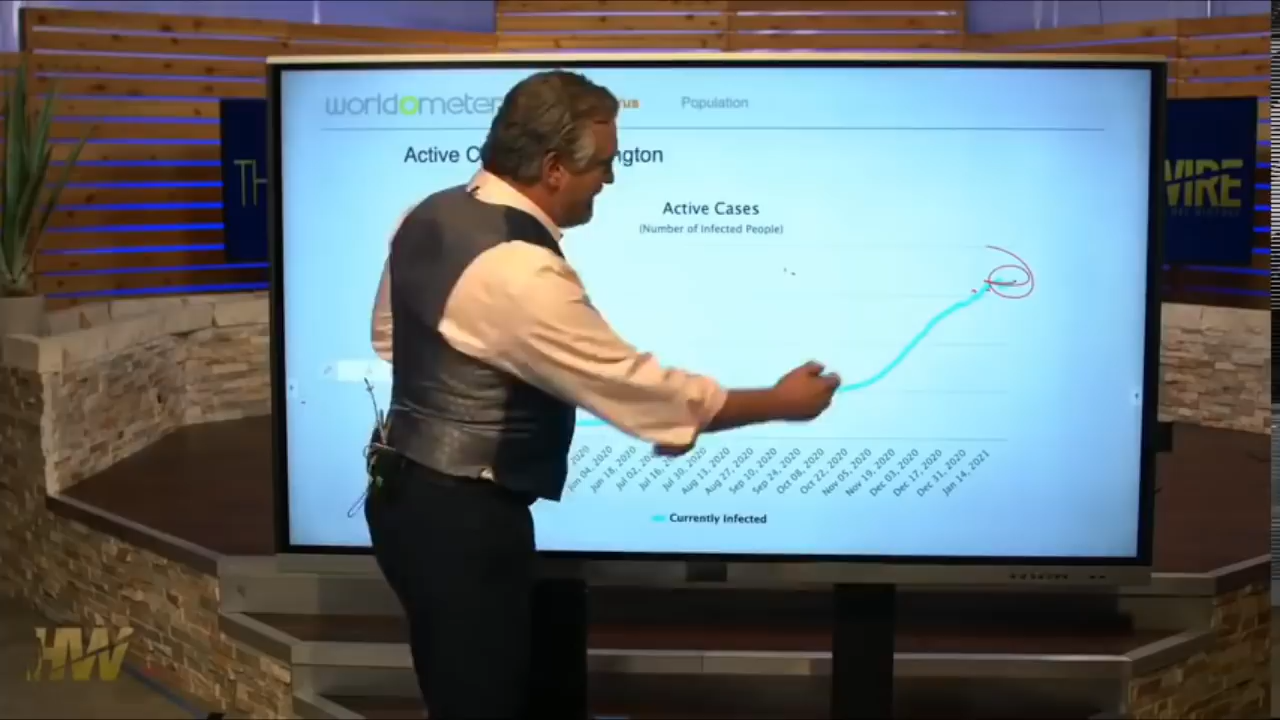 worldometer
rus Population
Active C
ngton
TH
WIRE
Active Cases
(Number of Infected People)
2020
Jun 04, 2020
Jun 18, 2020
Jul 02,
Jul 16,
Jul 30, 2020
Aug 13, 2020
Aug 27, 2020
Sep 10, 2020
Sep 24, 2020
Oct 08, 2020
Oct 22, 2020
Nov 05, 2020
Nov 19, 2020
Dec 03, 2020
Dec 17, 2020
Dec 31, 2020
Jan 14, 2021
Currently Infected
HW